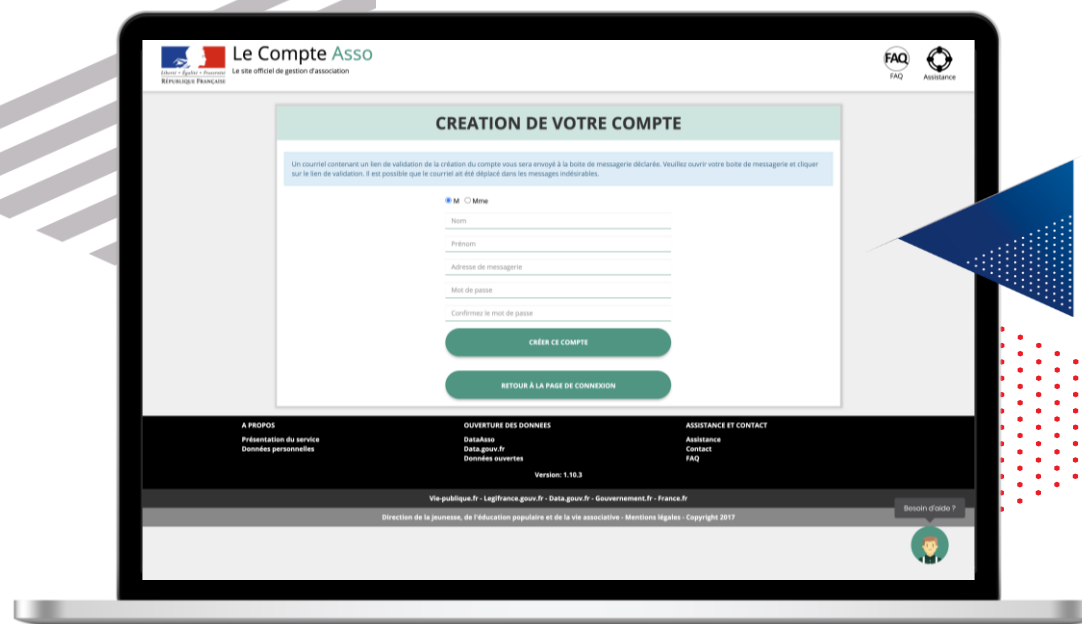 Le Compte Asso
Le site officiel de gestion d'association
Liberté • Égalité • Fraternité
RÉPUBLIQUE FRANÇAISE
FAQ
FAQ
Assistance
CREATION DE VOTRE COMPTE
Un courriel contenant un lien de validation de la création du compte vous sera envoyé à la boite de messagerie déclarée. Veuillez ouvrir votre boite de messagerie et cliquer
sur le lien de validation. Il est possible que le courriel ait été déplacé dans les messages indésirables.
M Mme
Nom
Prénom
Adresse de messagerie
Mot de passe
Confirmez le mot de passe
CRÉER CE COMPTE
RETOUR À LA PAGE DE CONNEXION
A PROPOS
Présentation du service
Données personnelles
OUVERTURE DES DONNEES
DataAsso
Data.gouv.fr
Données ouvertes
ASSISTANCE ET CONTACT
Assistance
Contact
FAQ
Version: 1.10.3
Vie-publique.fr - Legifrance.gouv.fr - Data.gouv.fr - Gouvernement.fr - France.fr
Direction de la jeunesse, de l'éducation populaire et de la vie associative - Mentions légales - Copyright 2017
Besoin d'aide ?